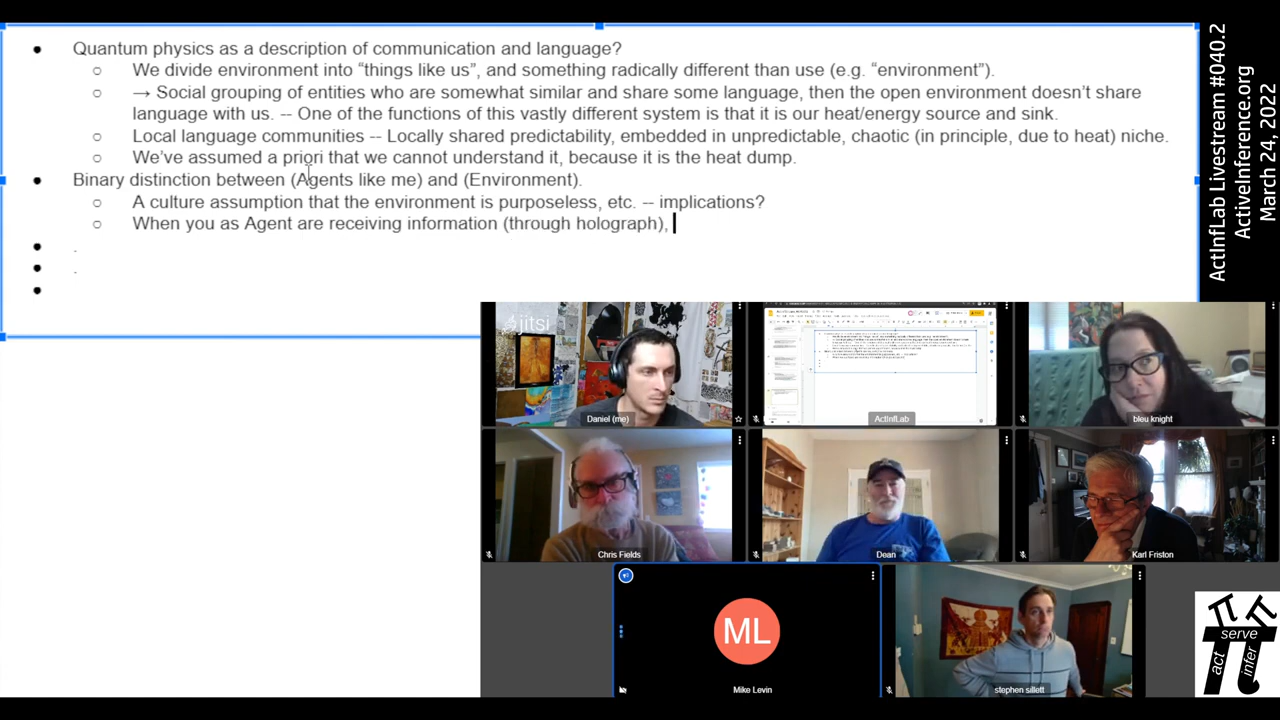 Quantum physics as a description of communication and language?
We divide environment into “things like us”, and something radically different than use (e.g. “environment”).
→ Social grouping of entities who are somewhat similar and share some language, then the open environment doesn’t share
language with us. -- One of the functions of this vastly different system is that it is our heat/energy source and sink.
Local language communities -- Locally shared predictability, embedded in unpredictable, chaotic (in principle, due to heat) niche.
We’ve assumed a priori that we cannot understand it, because it is the heat dump.
Binary distinction between (Agents like me) and (Environment).
A culture assumption that the environment is purposeless, etc. -- implications?
When you as Agent are receiving information (through holograph),
.
.
ActInfLab Livestream #040.2
ActiveInference.org
March 24, 2022
jitsi
Daniel (me)
ActInfLab
bleu knight
Chris Fields
Dean
Karl Friston
ML
Mike Levin
stephen sillett
act
serve
infer